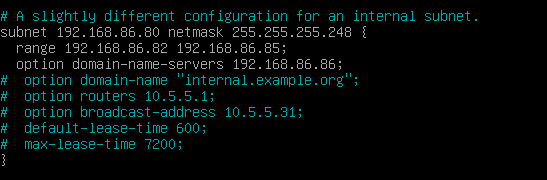 # A slightly different configuration for an internal subnet.
subnet 192.168.86.80 netmask 255.255.255.248 {
  range 192.168.86.82 192.168.86.85;
  option domain-name-servers 192.168.86.86;
#  option domain-name "internal.example.org";
#  option routers 10.5.5.1;
#  option broadcast-address 10.5.5.31;
#  default-lease-time 600;
#  max-lease-time 7200;
}